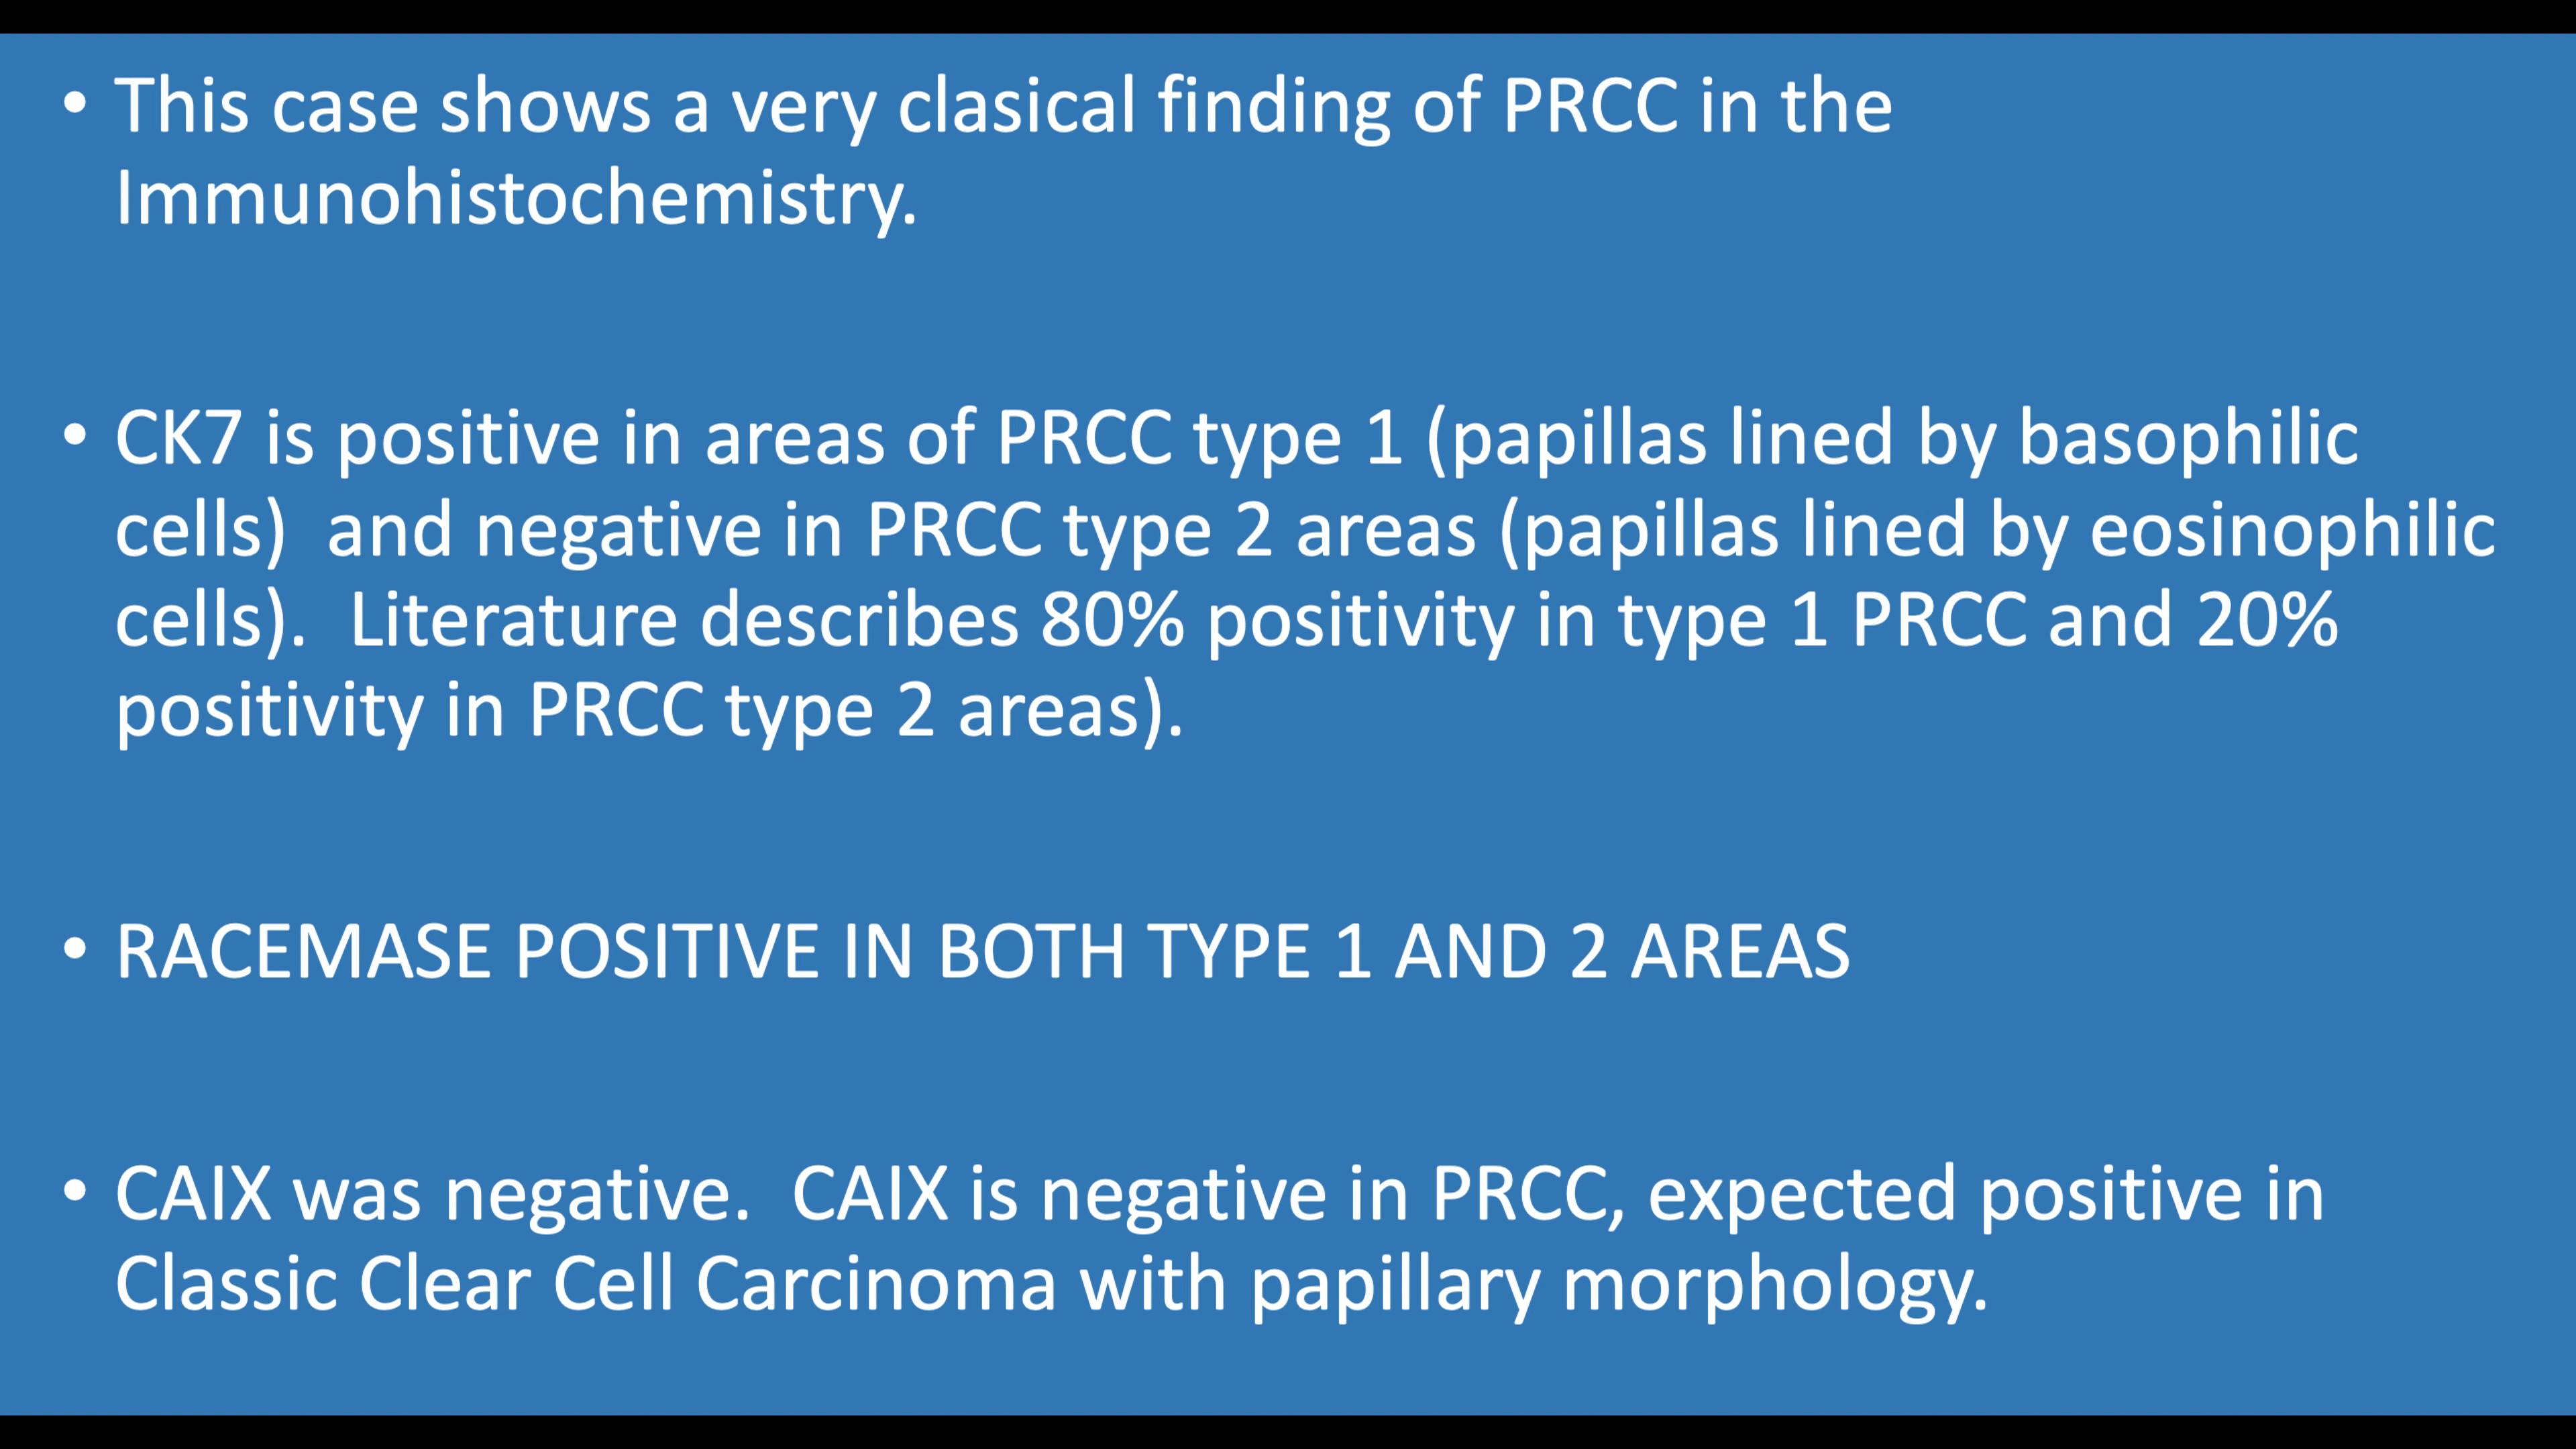 • This case shows a very clasical finding of PRCC in the
Immunohistochemistry.
• CK7 is positive in areas of PRCC type 1 (papillas lined by basophilic
cells)  and negative in PRCC type 2 areas (papillas lined by eosinophilic
cells).  Literature describes 80% positivity in type 1 PRCC and 20%
positivity in PRCC type 2 areas).
• RACEMASE POSITIVE IN BOTH TYPE 1 AND 2 AREAS
• CAIX was negative.  CAIX is negative in PRCC, expected positive in
Classic Clear Cell Carcinoma with papillary morphology.